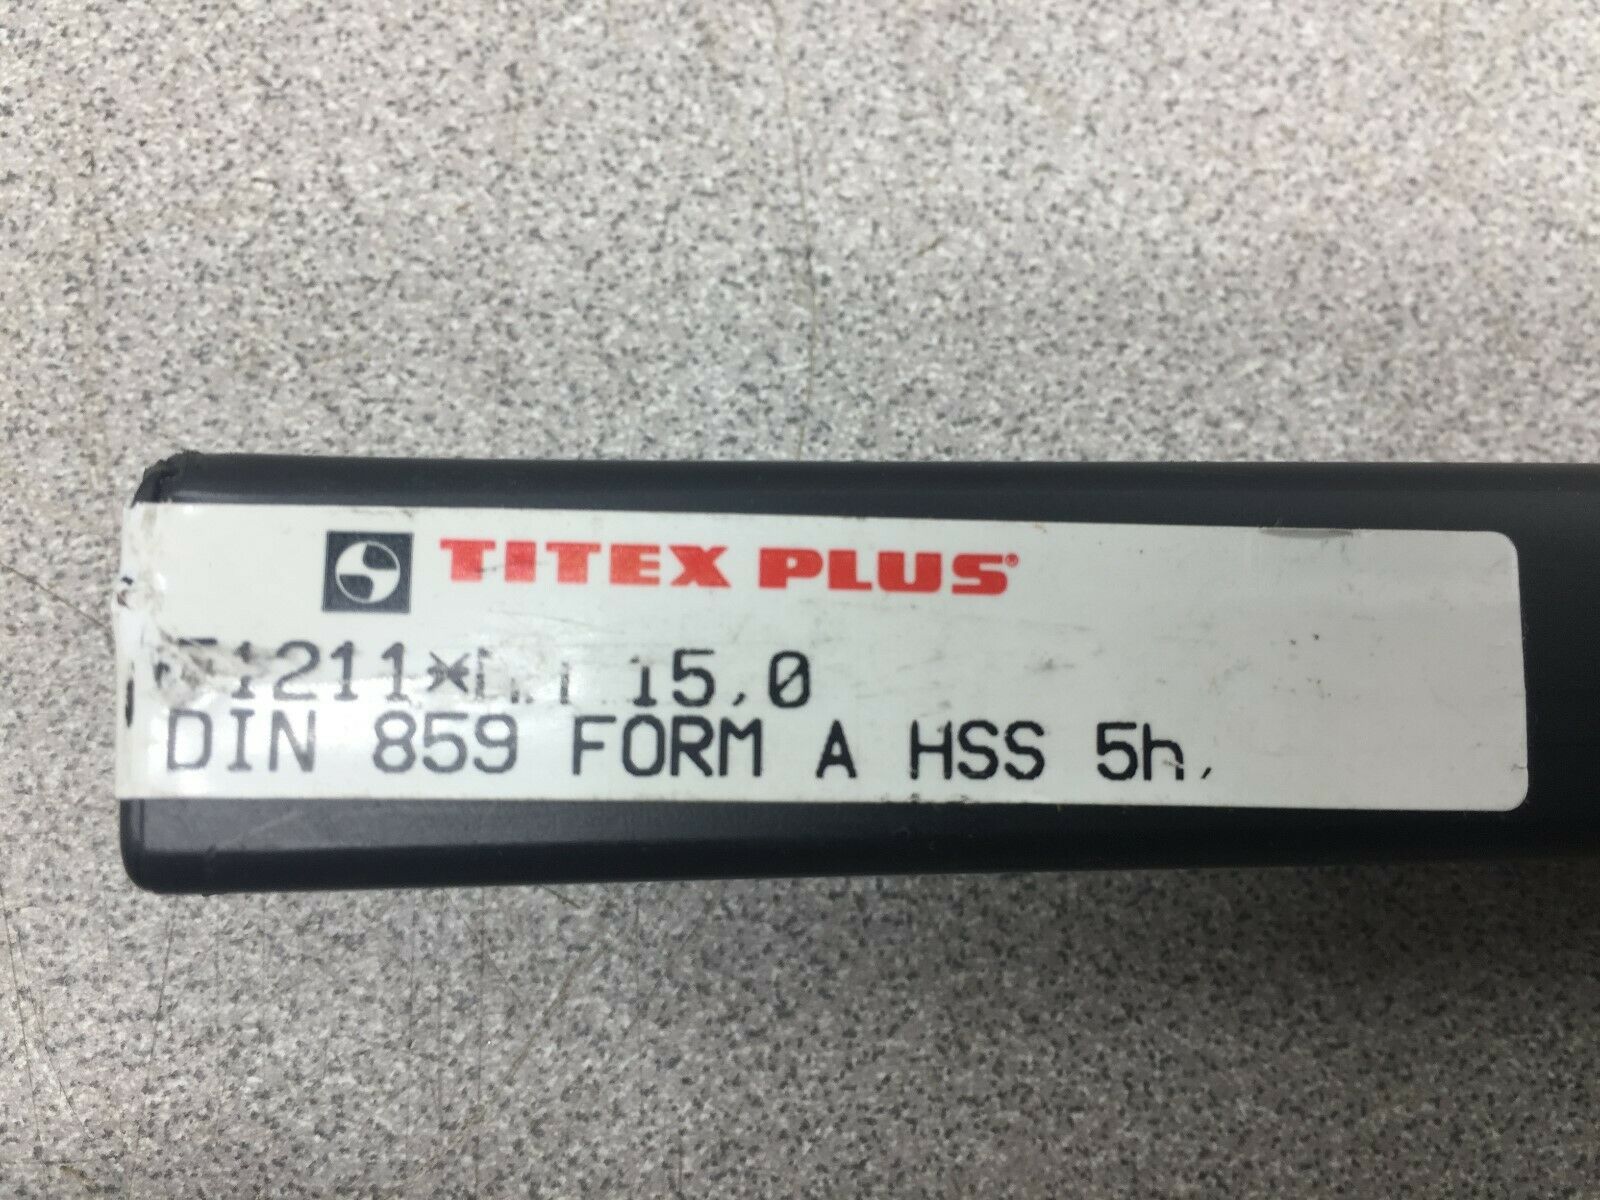 TITEX PLUS®
15,0
DIN 859 FORM A HSS 5h,